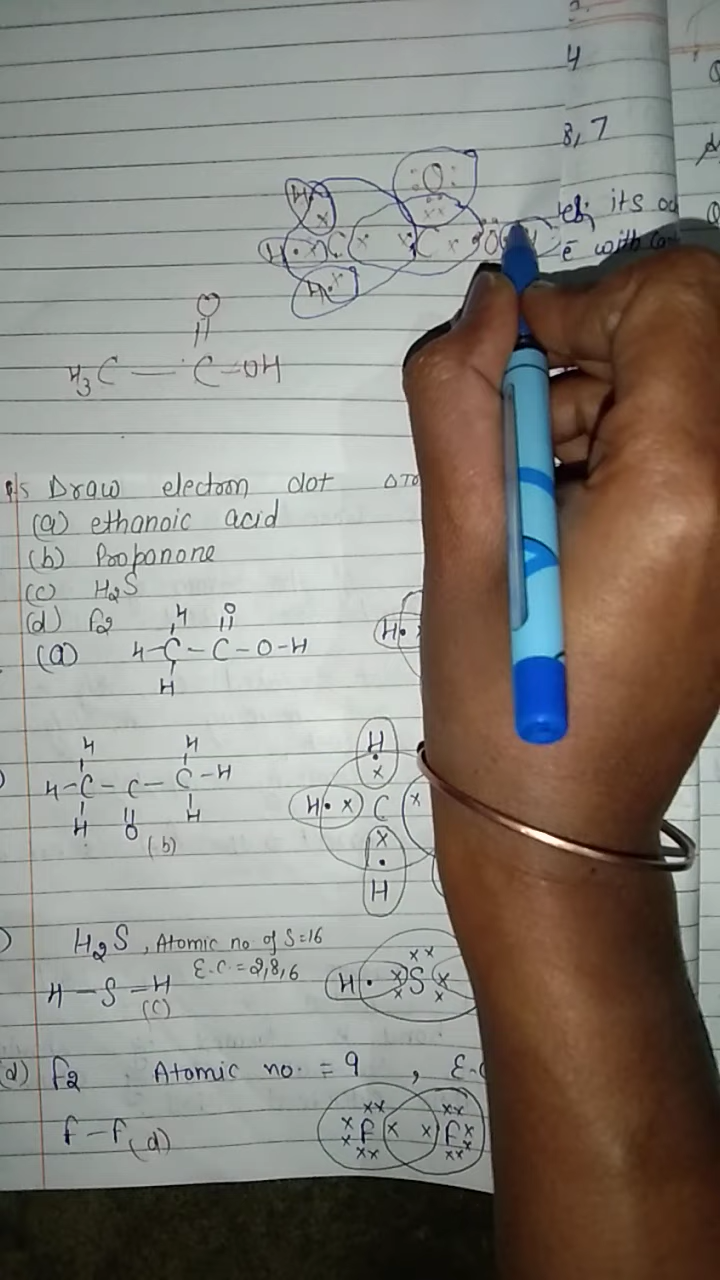 4
8, 7
its
ē with
H : O :
H C C O
H
O
||
H₃C — C - OH
Draw electron dot
(a) ethanoic acid
(b) Propanone
(c) H₂S
(d) F₂
H O
(a) H - C - C - O - H
H
H H H
H - C - C - C - H H • x C x
H O H H
(b)
H₂S, Atomic no of S = 16
E.C. = 2,8,6
H - S - H H • x S x
(c)
(d) F₂ Atomic no. = 9 ,
F - F (d) F x x F